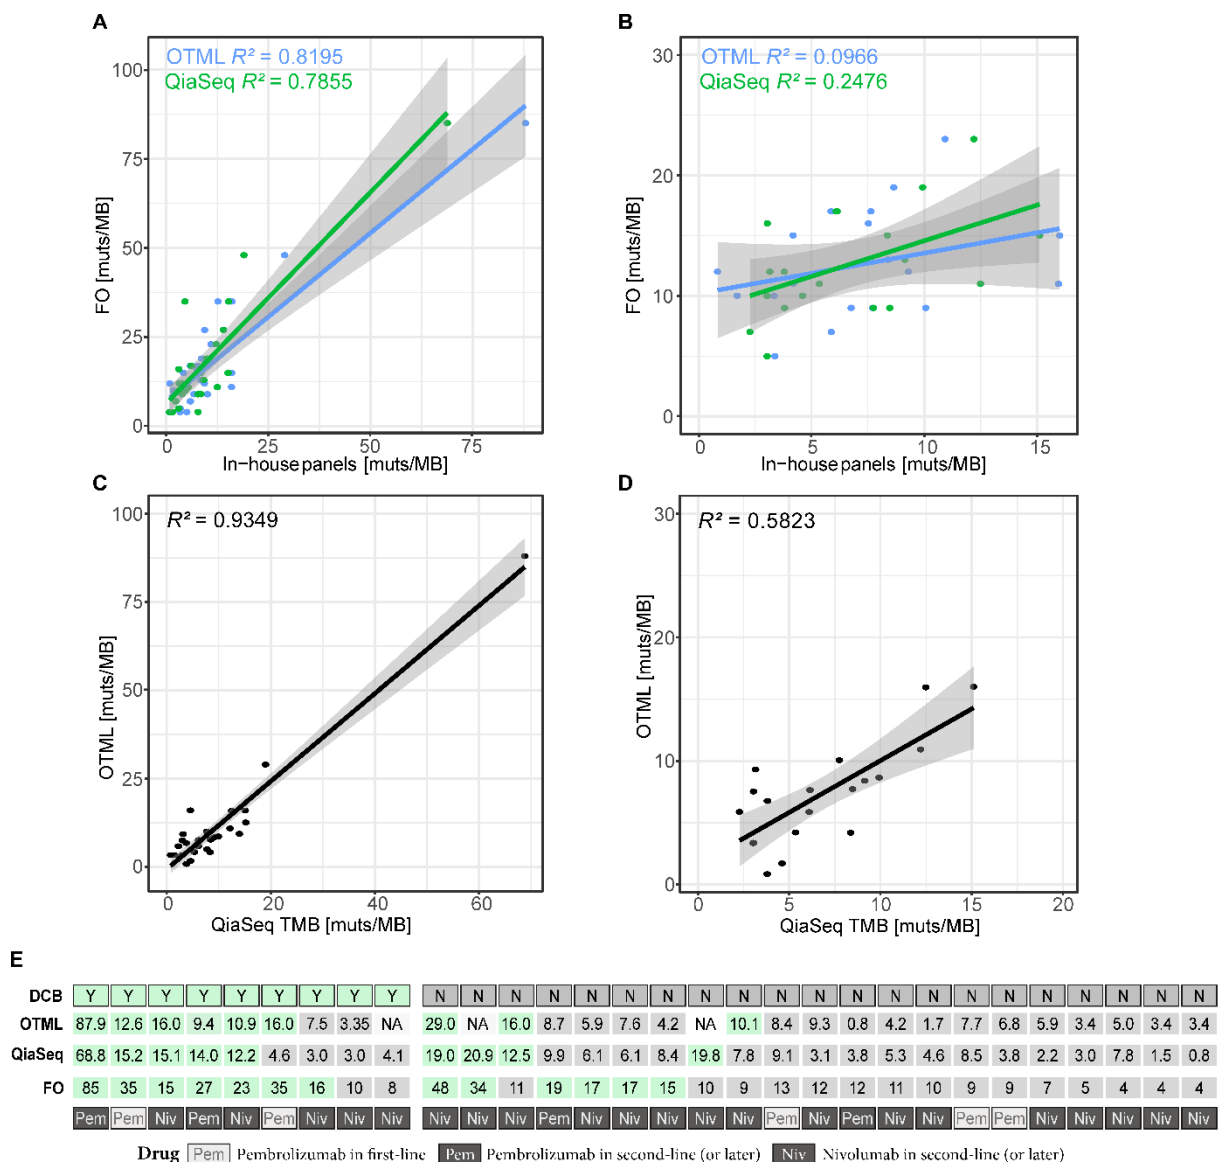 A
OTML R² = 0.8195
QiaSeq R² = 0.7855
100
75
50
25
0
FO [muts/MB]
0 25 50 75
In-house panels [muts/MB]
B
OTML R² = 0.0966
QiaSeq R² = 0.2476
30
20
10
0
FO [muts/MB]
0 5 10 15
In-house panels [muts/MB]
C
R² = 0.9349
100
75
50
25
0
OTML [muts/MB]
0 20 40 60
QiaSeq TMB [muts/MB]
D
R² = 0.5823
30
20
10
0
OTML [muts/MB]
0 5 10 15 20
QiaSeq TMB [muts/MB]
E
DCB Y Y Y Y Y Y Y Y Y N N N N N N N N N N N N N N N N N N N N N
OTML 87.9 12.6 16.0 9.4 10.9 16.0 7.5 3.35 NA 29.0 NA 16.0 8.7 5.9 7.6 4.2 NA 10.1 8.4 9.3 0.8 4.2 1.7 7.7 6.8 5.9 3.4 5.0 3.4 3.4
QiaSeq 68.8 15.2 15.1 14.0 12.2 4.6 3.0 3.0 4.1 19.0 20.9 12.5 9.9 6.1 6.1 8.4 19.8 7.8 9.1 3.1 3.8 5.3 4.6 8.5 3.8 2.2 3.0 7.8 1.5 0.8
FO 85 35 15 27 23 35 16 10 8 48 34 11 19 17 17 15 10 9 13 12 12 11 10 9 9 7 5 4 4 4
Pem Pem Niv Pem Niv Pem Niv Niv Niv Niv Niv Niv Pem Niv Niv Niv Niv Niv Pem Niv Pem Niv Niv Pem Pem Niv Niv Niv Niv Niv
Drug Pem Pembrolizumab in first-line Pem Pembrolizumab in second-line (or later) Niv Nivolumab in second-line (or later)